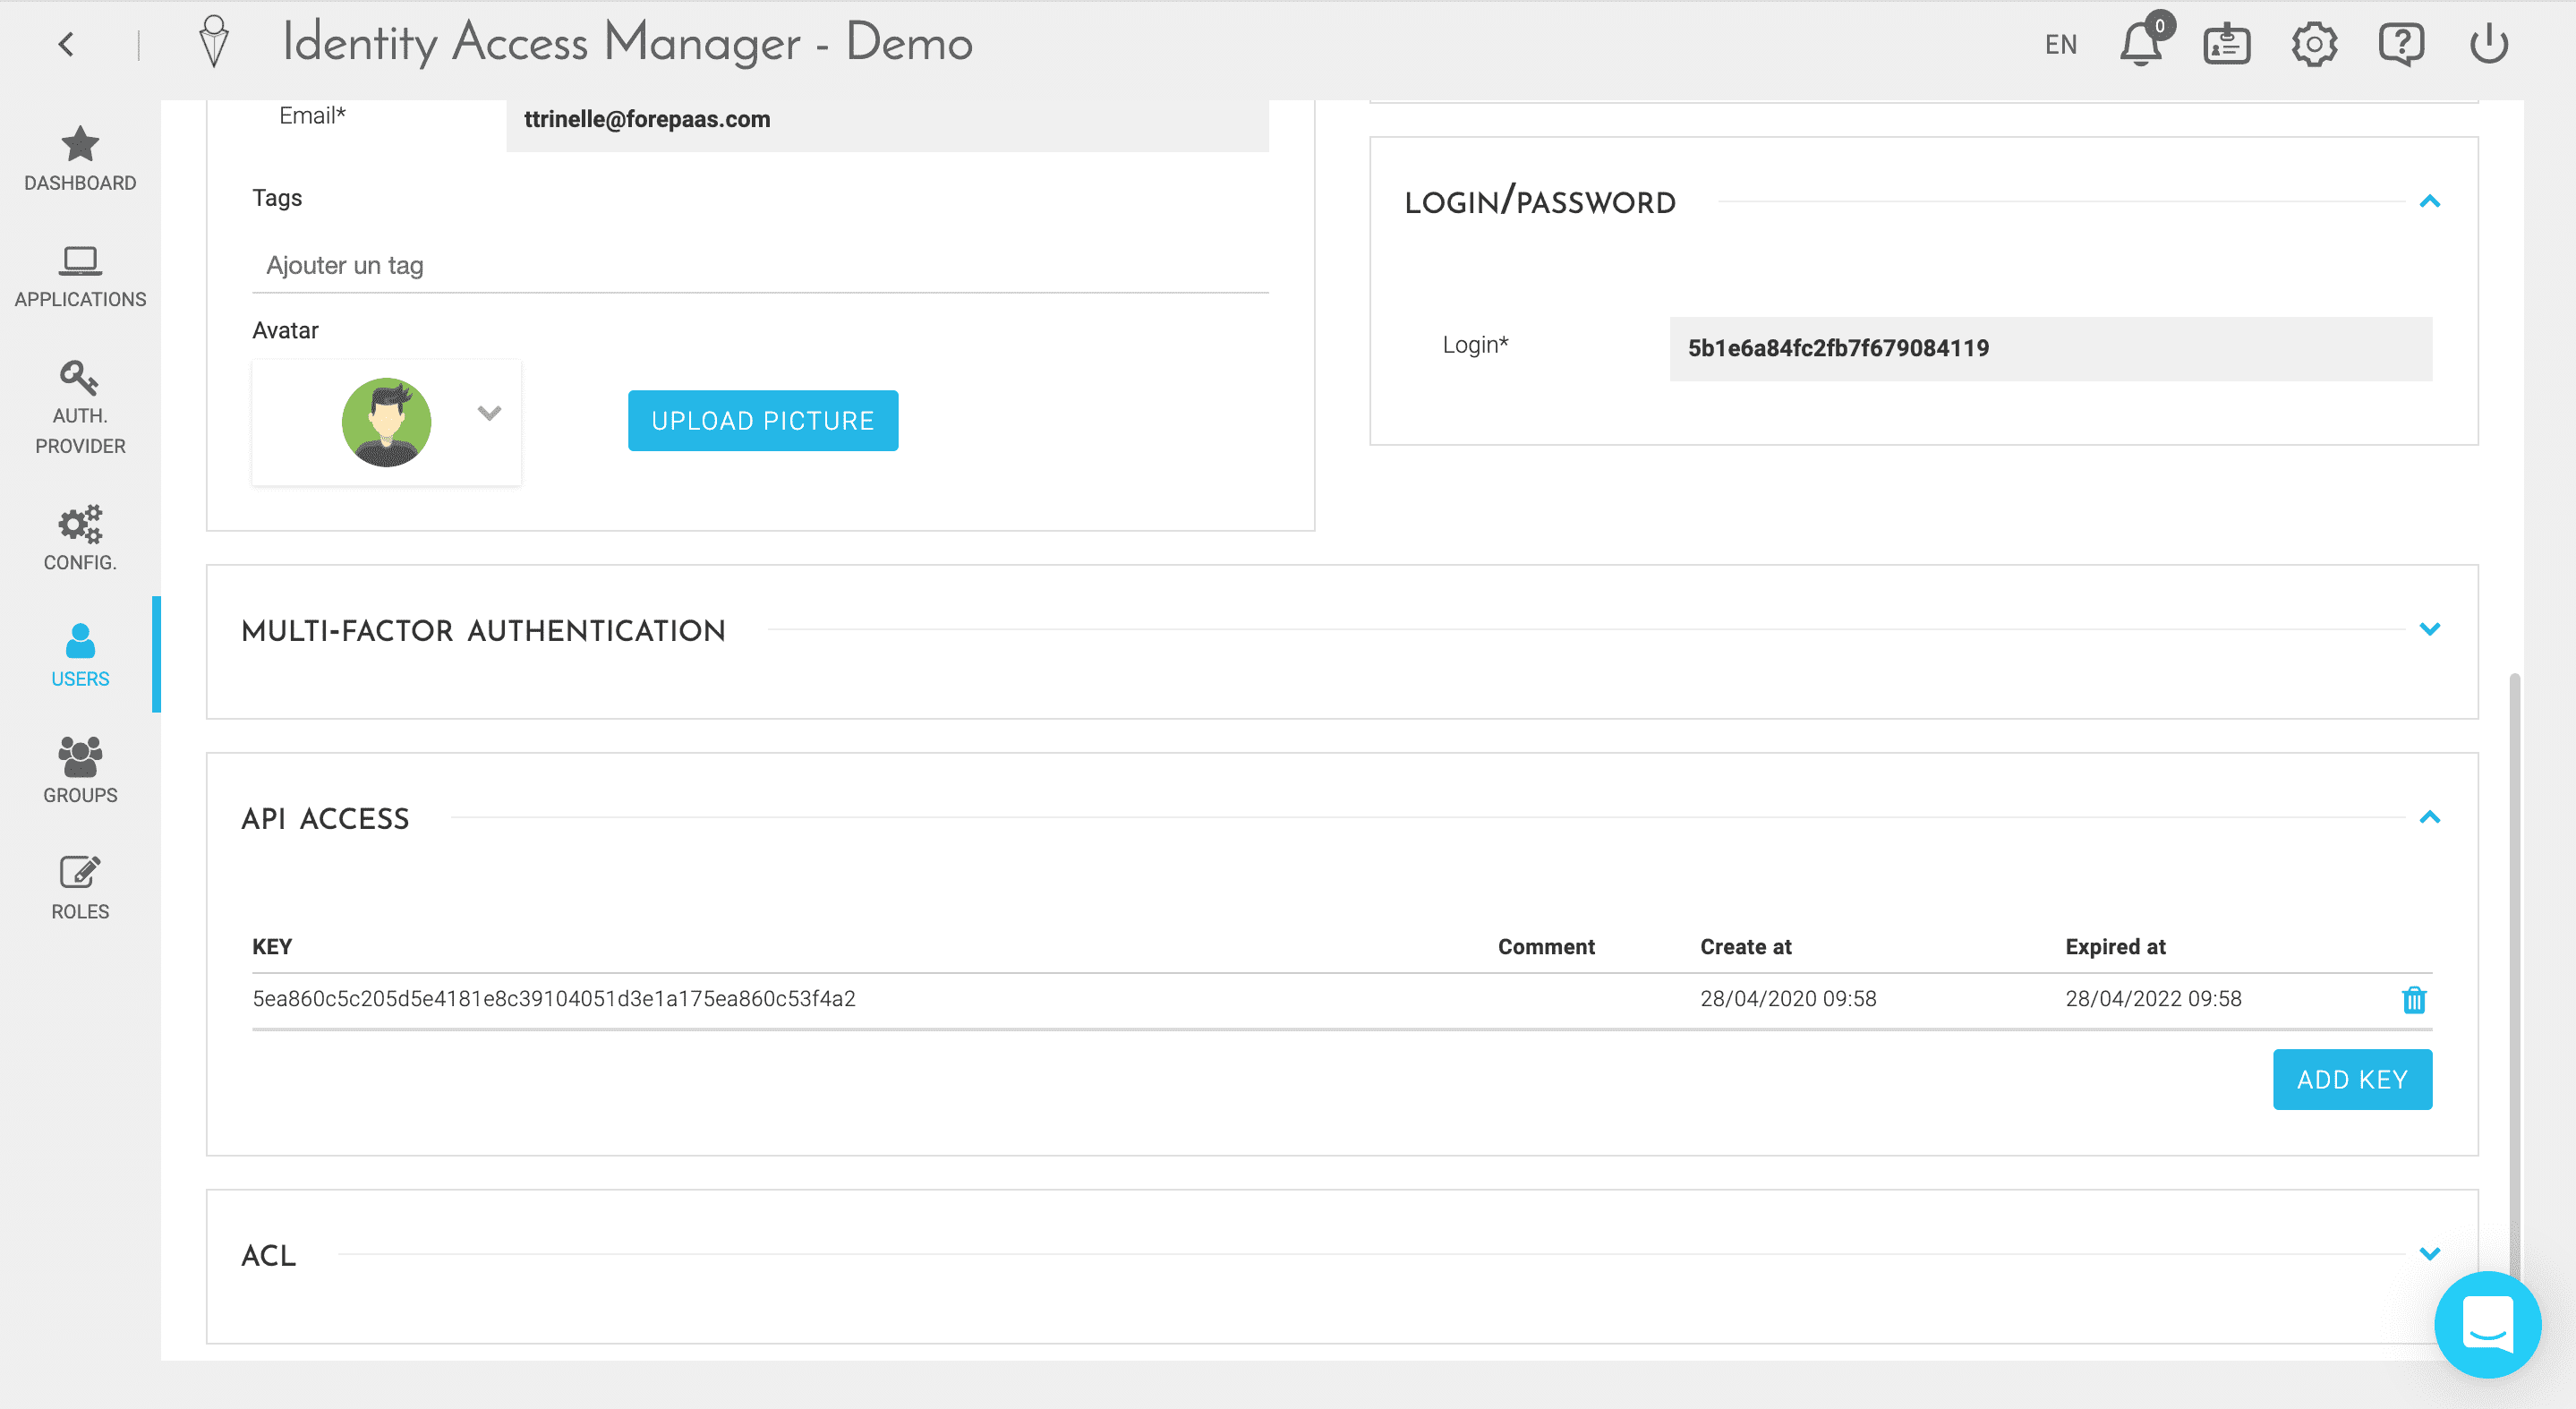 Identity Access Manager - Demo
EN
0
DASHBOARD
APPLICATIONS
AUTH.
PROVIDER
CONFIG.
USERS
GROUPS
ROLES
Email*
ttrinelle@forepaas.com
Tags
Ajouter un tag
Avatar
UPLOAD PICTURE
LOGIN/PASSWORD
Login*
5b1e6a84fc2fb7f679084119
MULTI-FACTOR AUTHENTICATION
API ACCESS
KEY Comment Create at Expired at
5ea860c5c205d5e4181e8c39104051d3e1a175ea860c53f4a2 28/04/2020 09:58 28/04/2022 09:58
ADD KEY
ACL